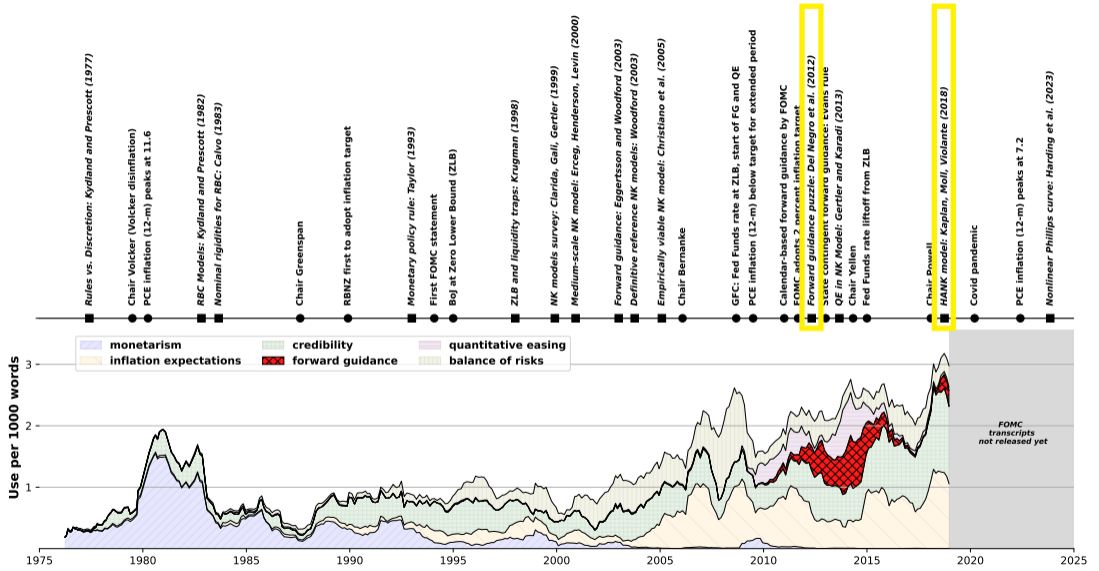 Rules vs. Discretion: Kydland and Prescott (1977)
Chair Volcker (Volcker disinflation)
PCE inflation (12-m) peaks at 11.6
RBC Models: Kydland and Prescott (1982)
Nominal rigidities for RBC: Calvo (1983)
Chair Greenspan
RBNZ first to adopt inflation target
Monetary policy rule: Taylor (1993)
First FOMC statement
BoJ at Zero Lower Bound (ZLB)
ZLB and liquidity traps: Krugman (1998)
NK models survey: Clarida, Gali, Gertler (1999)
Medium-scale NK model: Erceg, Henderson, Levin (2000)
Forward guidance: Eggertsson and Woodford (2003)
Definitive reference NK models: Woodford (2003)
Empirically viable NK model: Christiano et al. (2005)
Chair Bernanke
GFC: Fed Funds rate at ZLB, start of FG and QE
PCE inflation (12-m) below target for extended period
Calendar-based forward guidance by FOMC
FOMC adopts 2 percent inflation target
Forward guidance puzzle: Del Negro et al. (2012)
State contingent forward guidance: Evans rule
QE in NK Model: Gertler and Karadi (2013)
Chair Yellen
Fed Funds rate liftoff from ZLB
Chair Powell
HANK model: Kaplan, Moll, Violante (2018)
Covid pandemic
PCE inflation (12-m) peaks at 7.2
Nonlinear Phillips curve: Harding et al. (2023)
monetarism
inflation expectations
credibility
forward guidance
quantitative easing
balance of risks
Use per 1000 words
3
2
1
FOMC
transcripts
not released yet
1975 1980 1985 1990 1995 2000 2005 2010 2015 2020 2025